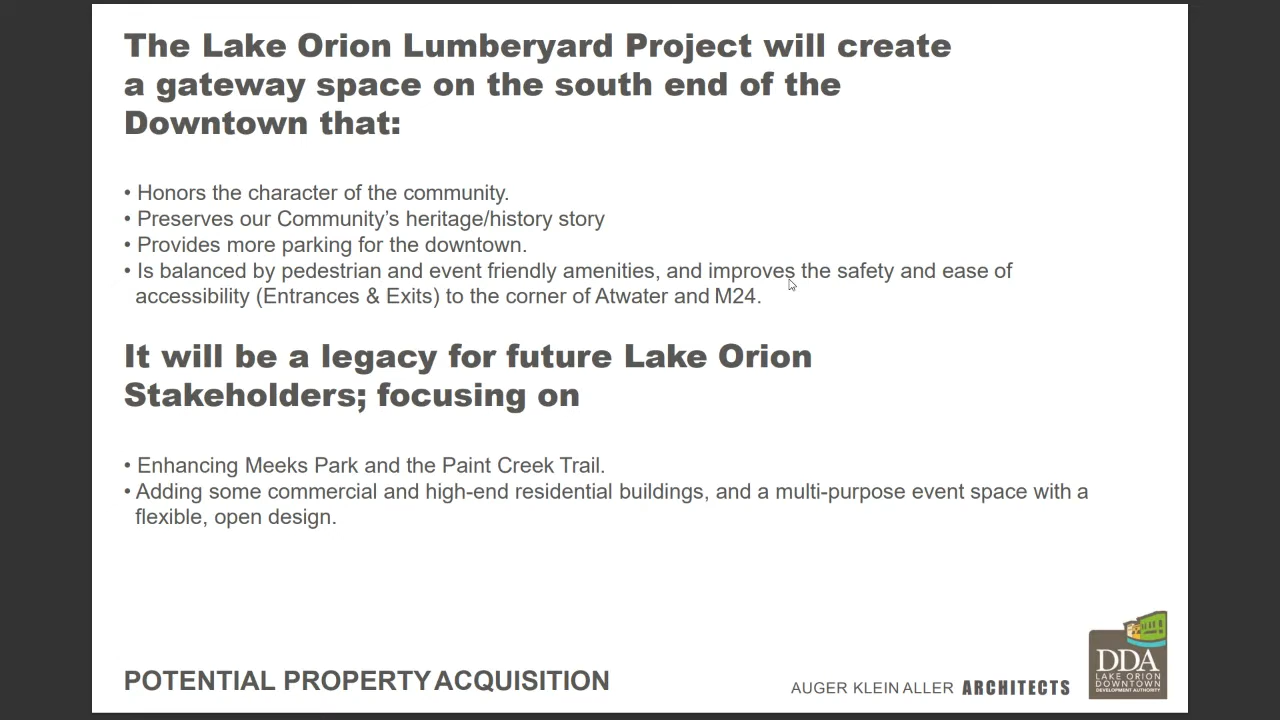 The Lake Orion Lumberyard Project will create
a gateway space on the south end of the
Downtown that:
• Honors the character of the community.
• Preserves our Community’s heritage/history story
• Provides more parking for the downtown.
• Is balanced by pedestrian and event friendly amenities, and improves the safety and ease of
accessibility (Entrances & Exits) to the corner of Atwater and M24.
It will be a legacy for future Lake Orion
Stakeholders; focusing on
• Enhancing Meeks Park and the Paint Creek Trail.
• Adding some commercial and high-end residential buildings, and a multi-purpose event space with a
flexible, open design.
POTENTIAL PROPERTY ACQUISITION
AUGER KLEIN ALLER ARCHITECTS
DDA
LAKE ORION
DOWNTOWN
DEVELOPMENT AUTHORITY